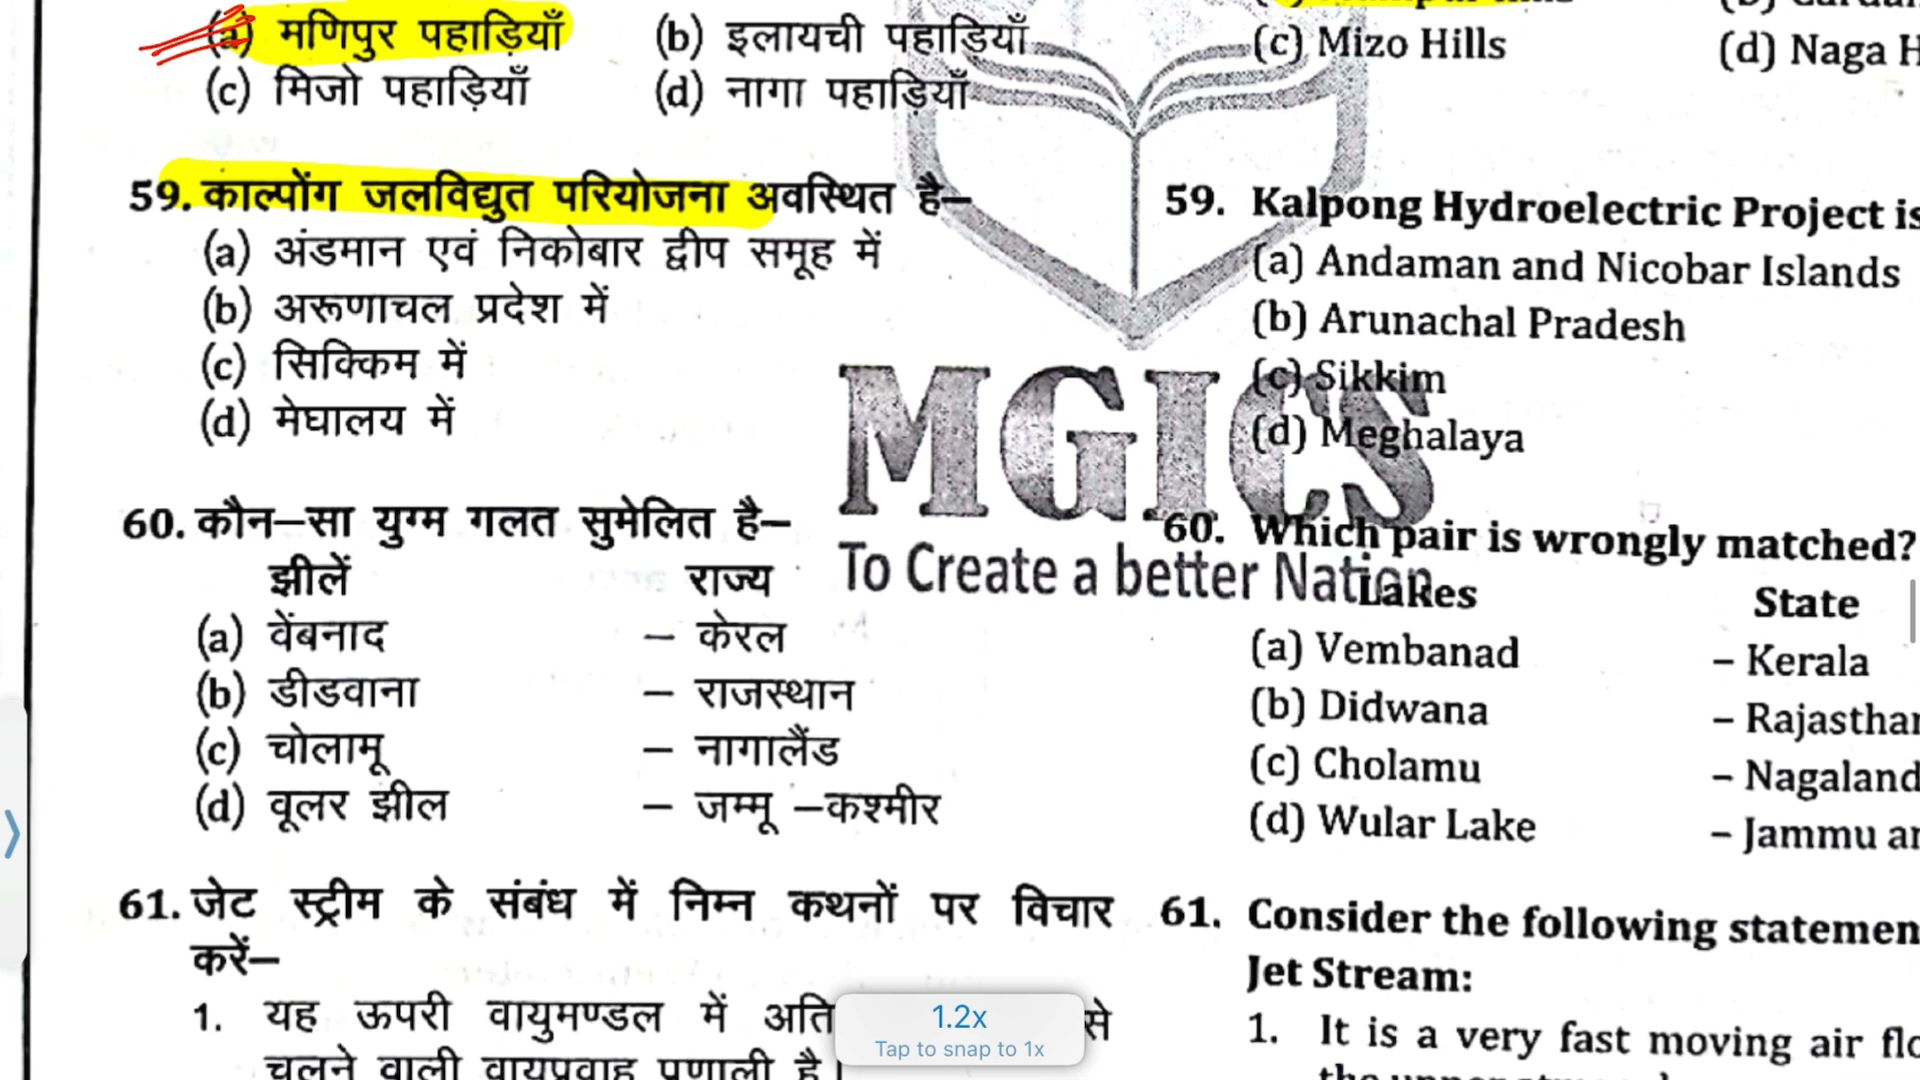 (a) मणिपुर पहाड़ियाँ (b) इलायची पहाड़ियाँ
(c) मिजो पहाड़ियाँ (d) नागा पहाड़ियाँ
59. काल्पोंग जलविद्युत परियोजना अवस्थित है–
(a) अंडमान एवं निकोबार द्वीप समूह में
(b) अरूणाचल प्रदेश में
(c) सिक्किम में
(d) मेघालय में
60. कौन–सा युग्म गलत सुमेलित है–
झीलें राज्य
(a) वेंबनाद – केरल
(b) डीडवाना – राजस्थान
(c) चोलामू – नागालैंड
(d) वूलर झील – जम्मू –कश्मीर
61. जेट स्ट्रीम के संबंध में निम्न कथनों पर विचार
करें–
1. यह ऊपरी वायुमण्डल में अति से
चलने वाली वायुप्रवाह प्रणाली है।
MGICS
To Create a better Nation
(c) Mizo Hills (d) Naga
59. Kalpong Hydroelectric Project is
(a) Andaman and Nicobar Islands
(b) Arunachal Pradesh
(c) Sikkim
(d) Meghalaya
60. Which pair is wrongly matched?
Lakes State
(a) Vembanad – Kerala
(b) Didwana –
(c) Cholamu – Nagaland
(d) Wular Lake – Jammu
61. Consider the following
Jet Stream:
1. It is a very fast moving air
1.2x
Tap to snap to 1x